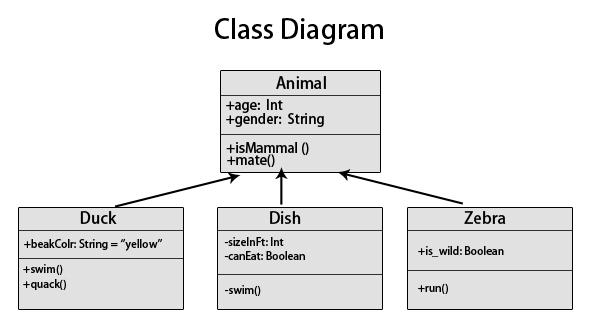 Class Diagram
Animal
+age: Int
+gender: String
+isMammal ()
+mate()
Duck
+beakColr: String = “yellow”
+swim()
+quack()
Dish
-sizeInFt: Int
-canEat: Boolean
-swim()
Zebra
+is_wild: Boolean
+run()